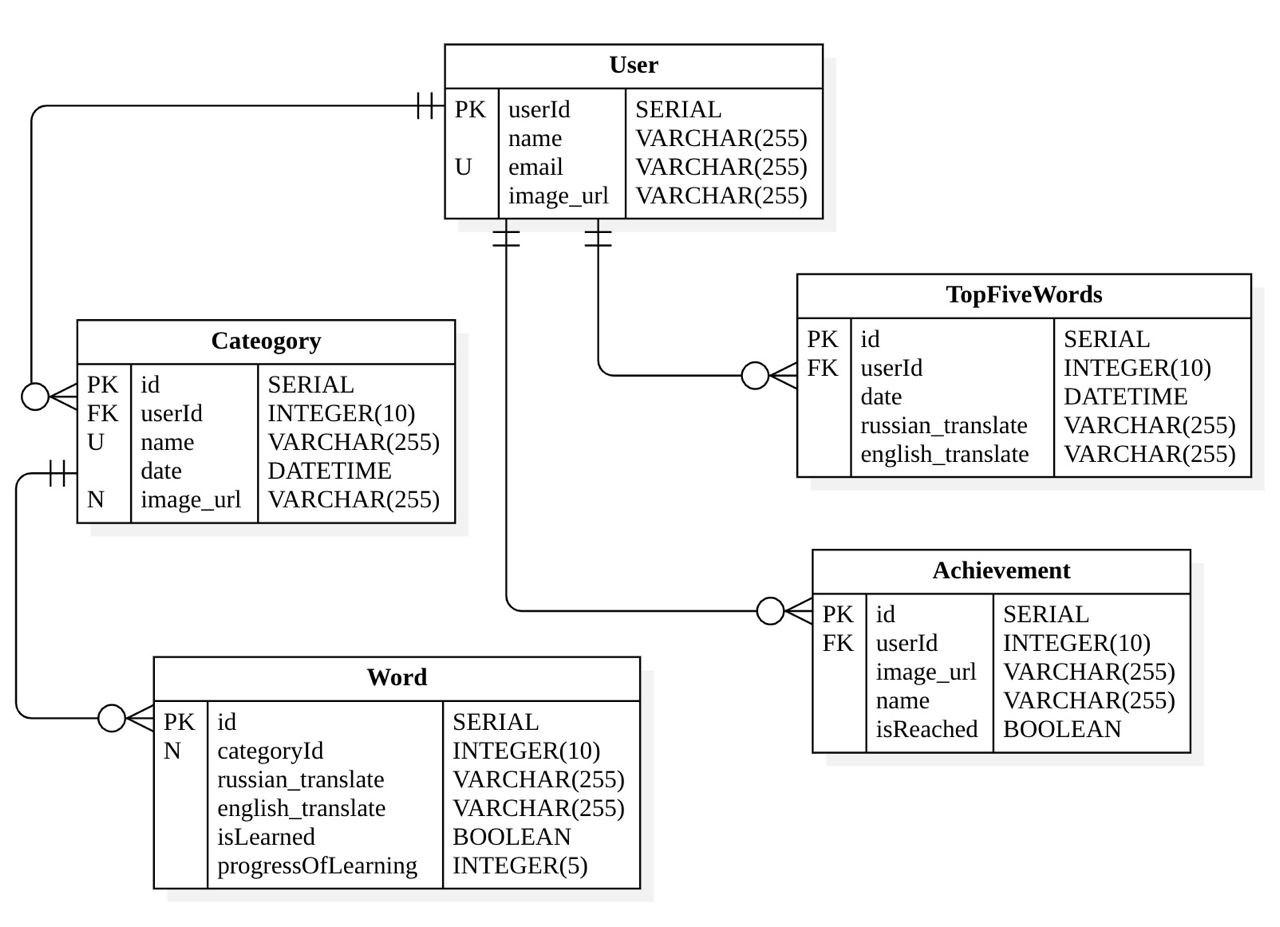 User
PK userId SERIAL
name VARCHAR(255)
U email VARCHAR(255)
image_url VARCHAR(255)
TopFiveWords
PK id SERIAL
FK userId INTEGER(10)
date DATETIME
russian_translate VARCHAR(255)
english_translate VARCHAR(255)
Cateogory
PK id SERIAL
FK userId INTEGER(10)
U name VARCHAR(255)
date DATETIME
N image_url VARCHAR(255)
Achievement
PK id SERIAL
FK userId INTEGER(10)
image_url VARCHAR(255)
name VARCHAR(255)
isReached BOOLEAN
Word
PK id SERIAL
N categoryId INTEGER(10)
russian_translate VARCHAR(255)
english_translate VARCHAR(255)
isLearned BOOLEAN
progressOfLearning INTEGER(5)